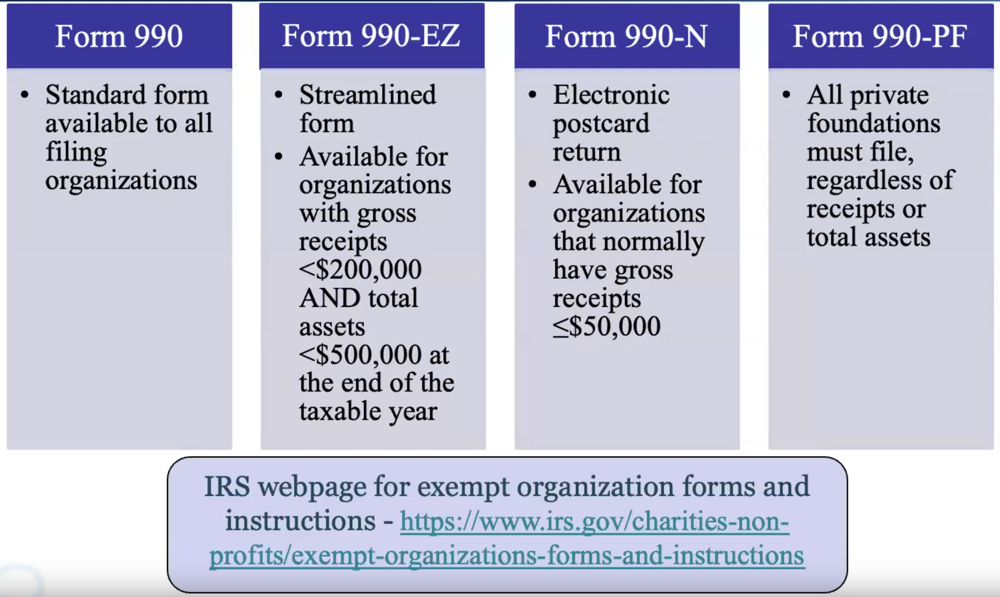 Form 990
• Standard form
available to all
filing
organizations
Form 990-EZ
• Streamlined
form
• Available for
organizations
with gross
receipts
<$200,000
AND total
assets
<$500,000 at
the end of the
taxable year
Form 990-N
• Electronic
postcard
return
• Available for
organizations
that normally
have gross
receipts
≤$50,000
Form 990-PF
• All private
foundations
must file,
regardless of
receipts or
total assets
IRS webpage for exempt organization forms and
instructions - https://www.irs.gov/charities-non-
profits/exempt-organizations-forms-and-instructions